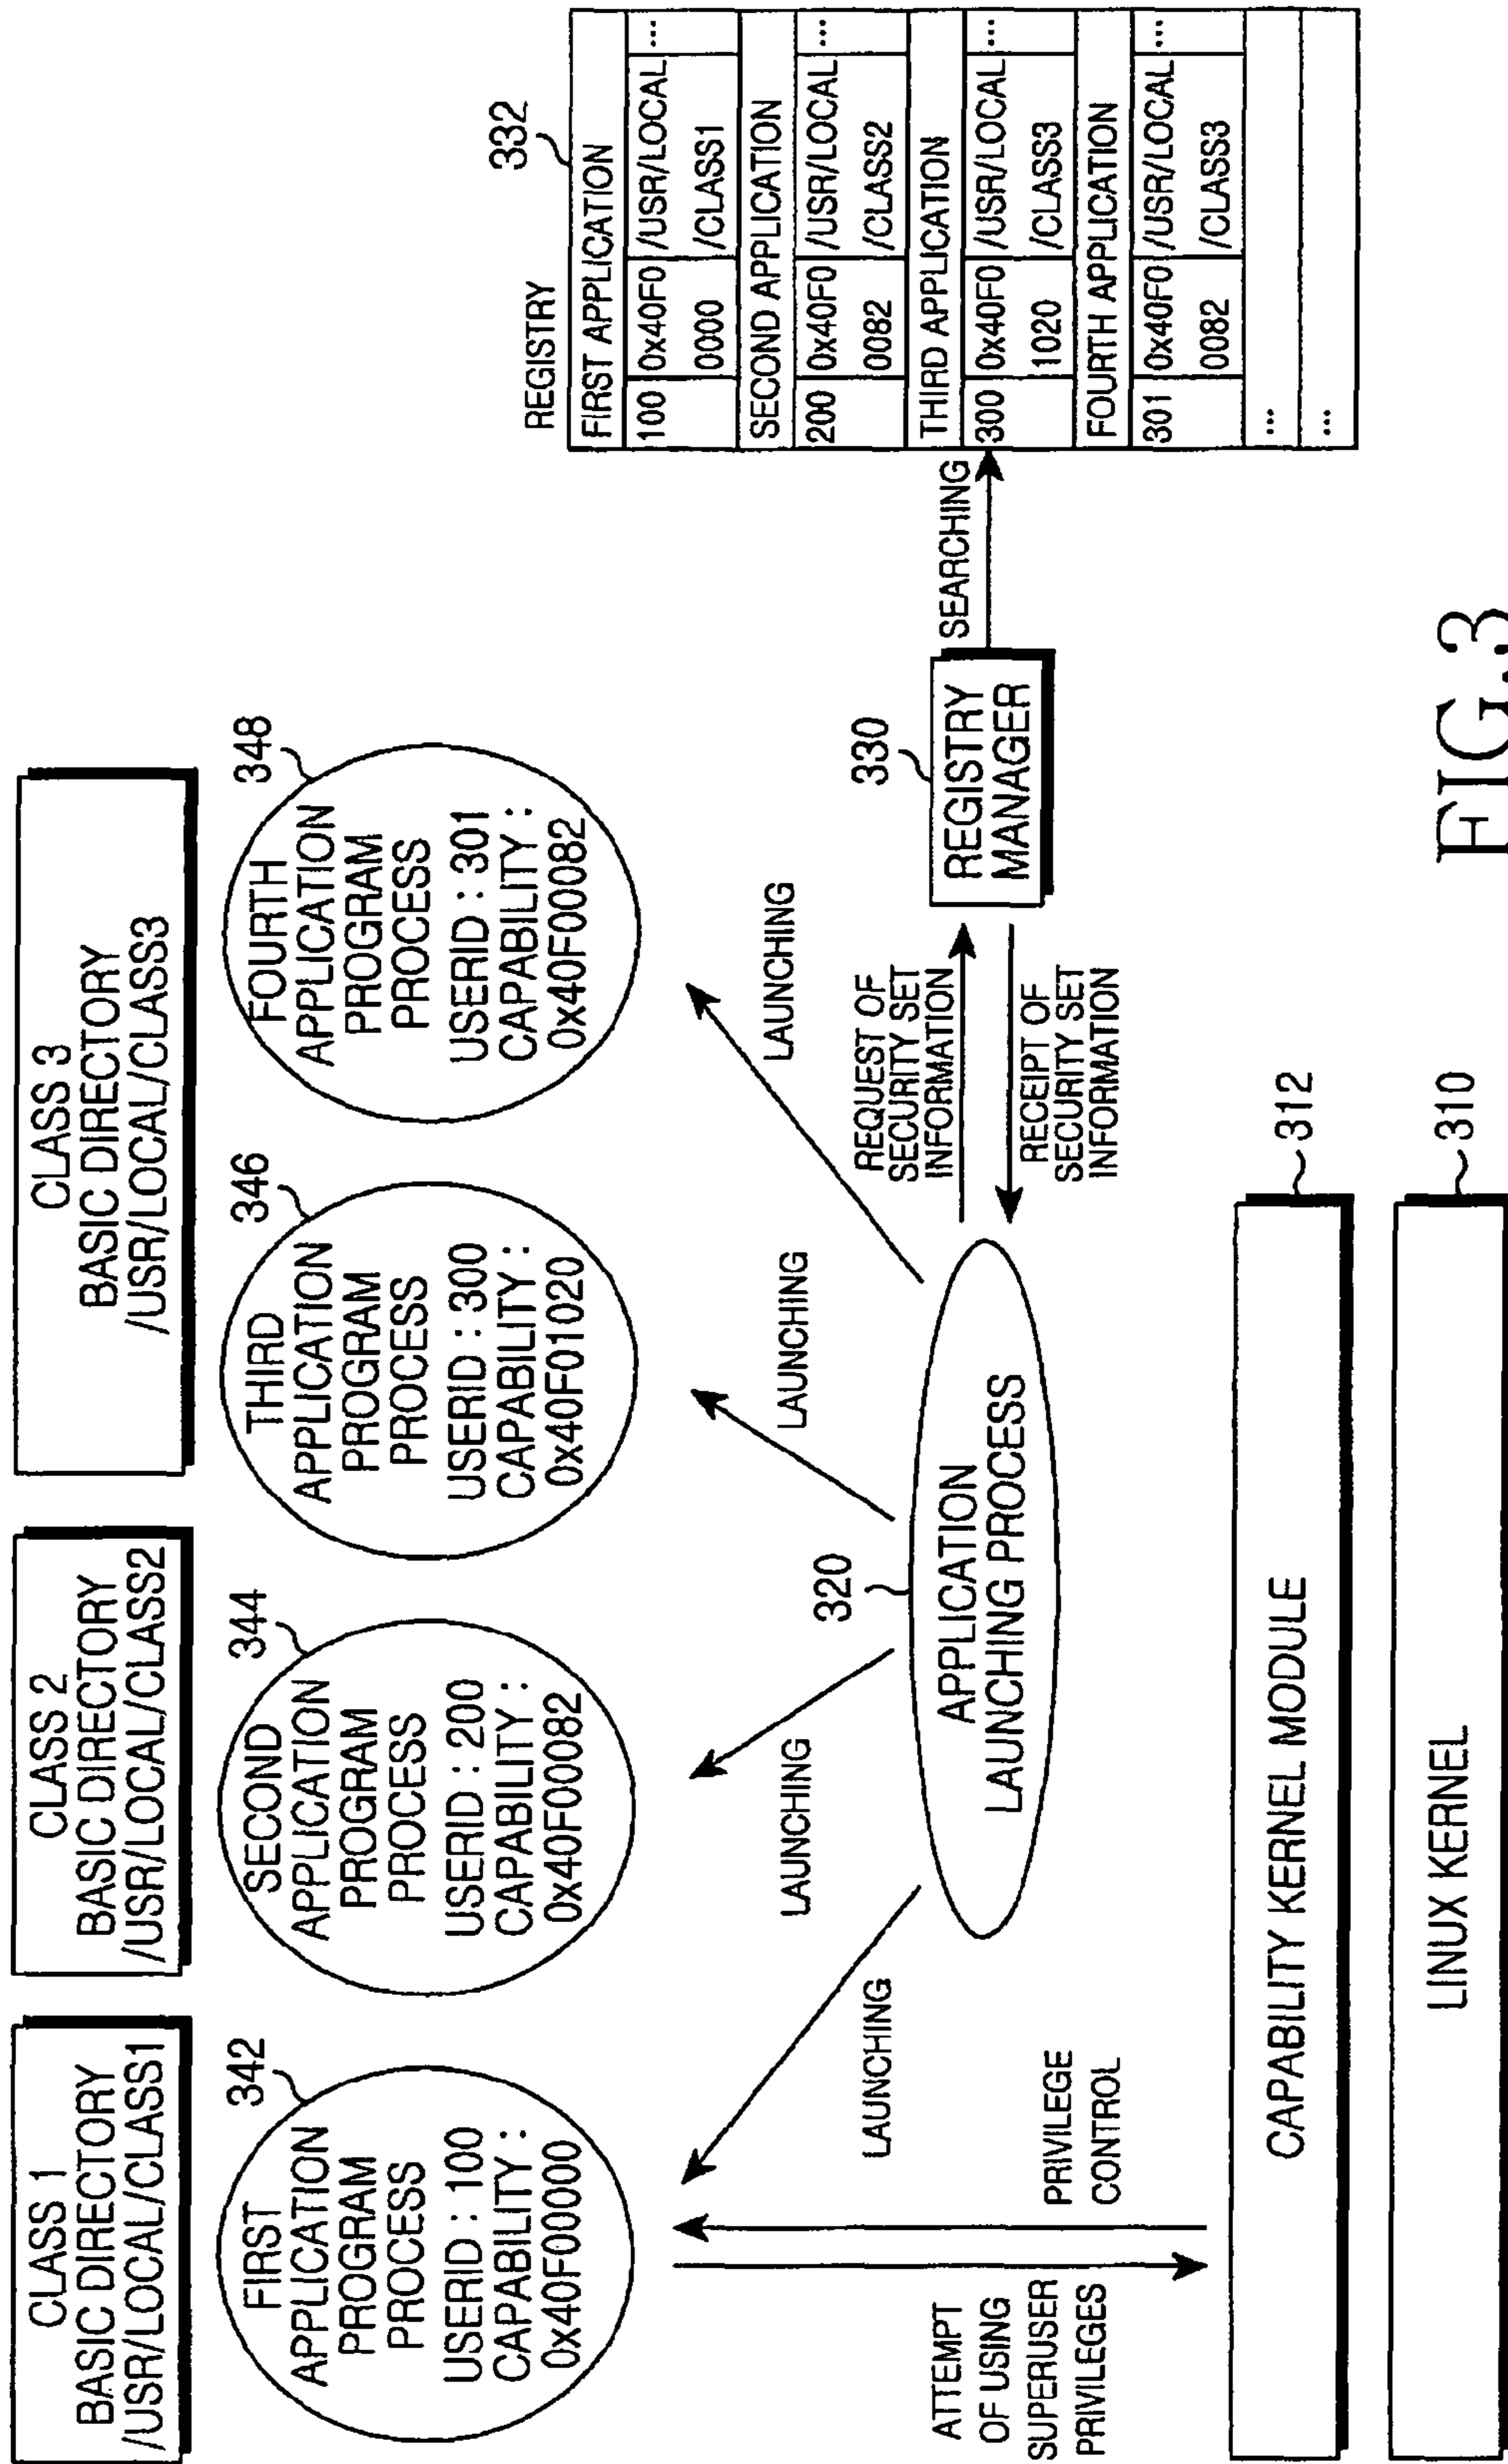 CLASS 1
BASIC DIRECTORY
/USR/LOCAL/CLASS1
CLASS 2
BASIC DIRECTORY
/USR/LOCAL/CLASS2
CLASS 3
BASIC DIRECTORY
/USR/LOCAL/CLASS3
342
FIRST
APPLICATION
PROGRAM
PROCESS
USERID : 100
CAPABILITY :
0x40F00000
344
SECOND
APPLICATION
PROGRAM
PROCESS
USERID : 200
CAPABILITY :
0x40F00082
346
THIRD
APPLICATION
PROGRAM
PROCESS
USERID : 300
CAPABILITY :
0x40F01020
348
FOURTH
APPLICATION
PROGRAM
PROCESS
USERID : 301
CAPABILITY :
0x40F00082
LAUNCHING
LAUNCHING
LAUNCHING
LAUNCHING
ATTEMPT
OF USING
SUPERUSER
PRIVILEGES
PRIVILEGE
CONTROL
320
APPLICATION
LAUNCHING PROCESS
REQUEST OF
SECURITY SET
INFORMATION
RECEIPT OF
SECURITY SET
INFORMATION
330
REGISTRY
MANAGER
SEARCHING
REGISTRY
332
FIRST APPLICATION
100 0x40F0 /USR/LOCAL ...
0000 /CLASS1
SECOND APPLICATION
200 0x40F0 /USR/LOCAL ...
0082 /CLASS2
THIRD APPLICATION
300 0x40F0 /USR/LOCAL ...
1020 /CLASS3
FOURTH APPLICATION
301 0x40F0 /USR/LOCAL ...
0082 /CLASS3
...
...
CAPABILITY KERNEL MODULE
312
LINUX KERNEL
310
FIG.3